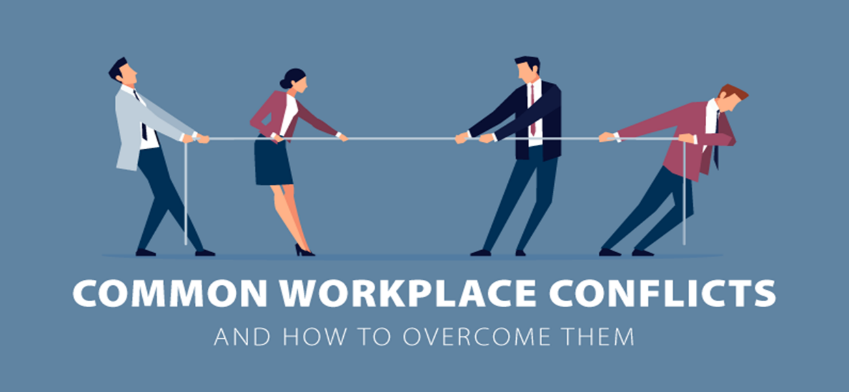 COMMON WORKPLACE CONFLICTS
AND HOW TO OVERCOME THEM